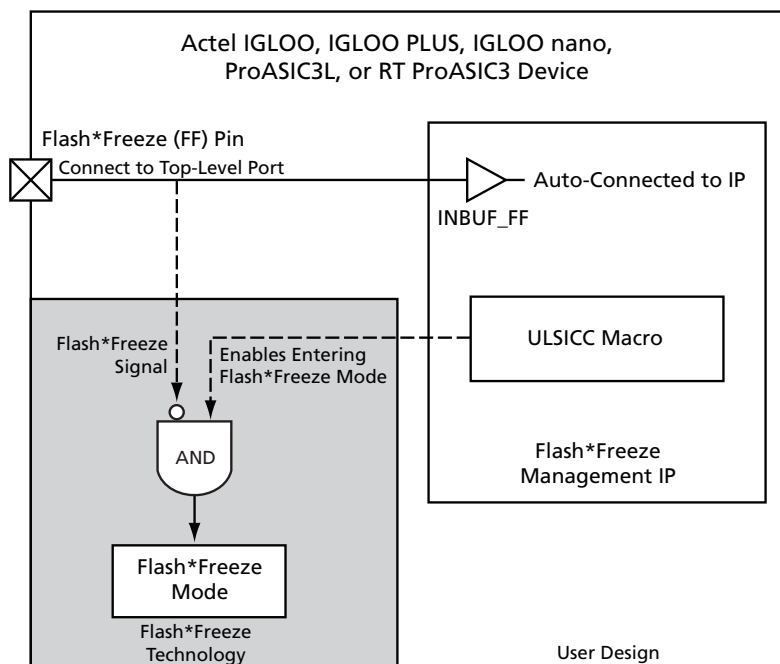 Actel IGLOO, IGLOO PLUS, IGLOO nano,
ProASIC3L, or RT ProASIC3 Device
Flash*Freeze (FF) Pin
Connect to Top-Level Port
Auto-Connected to IP
INBUF_FF
ULSICC Macro
Flash*Freeze
Signal
Enables Entering
Flash*Freeze Mode
AND
Flash*Freeze
Management IP
Flash*Freeze
Mode
Flash*Freeze
Technology
User Design